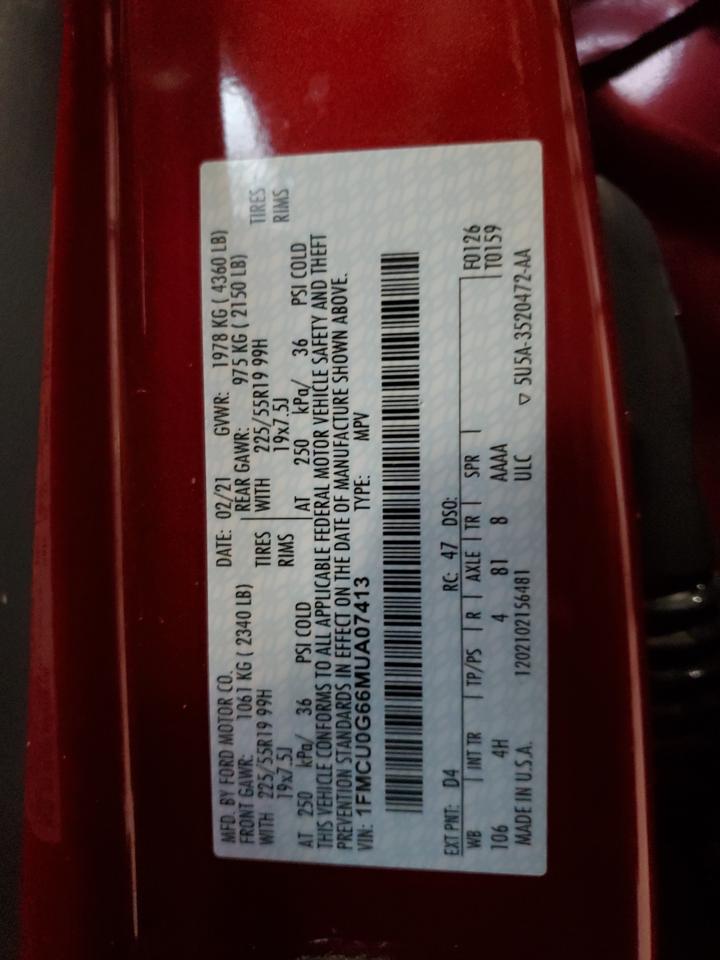 MFD. BY FORD MOTOR CO. DATE: 02/21 GVWR: 1978 KG ( 4360 LB)
FRONT GAWR: 1061 KG ( 2340 LB) REAR GAWR: 975 KG ( 2150 LB)
WITH 225/55R19 99H TIRES WITH 225/55R19 99H TIRES
19x7.5J RIMS 19x7.5J RIMS
AT 250 kPa/ 36 PSI COLD AT 250 kPa/ 36 PSI COLD
THIS VEHICLE CONFORMS TO ALL APPLICABLE FEDERAL MOTOR VEHICLE SAFETY AND THEFT
PREVENTION STANDARDS IN EFFECT ON THE DATE OF MANUFACTURE SHOWN ABOVE.
VIN: 1FMCU0G66MUA07413 TYPE: MPV
EXT PNT: D4 RC: 47 DSO: F0126
WB INT TR TP/PS R AXLE TR SPR T0159
106 4H 4 81 8 AAAA
MADE IN U.S.A. 1202102156481 ULC ▽ 5U5A-3520472-AA